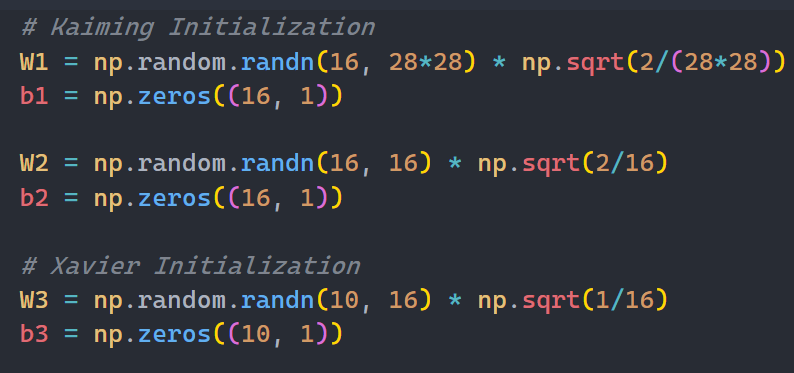 # Kaiming Initialization
W1 = np.random.randn(16, 28*28) * np.sqrt(2/(28*28))
b1 = np.zeros((16, 1))

W2 = np.random.randn(16, 16) * np.sqrt(2/16)
b2 = np.zeros((16, 1))

# Xavier Initialization
W3 = np.random.randn(10, 16) * np.sqrt(1/16)
b3 = np.zeros((10, 1))